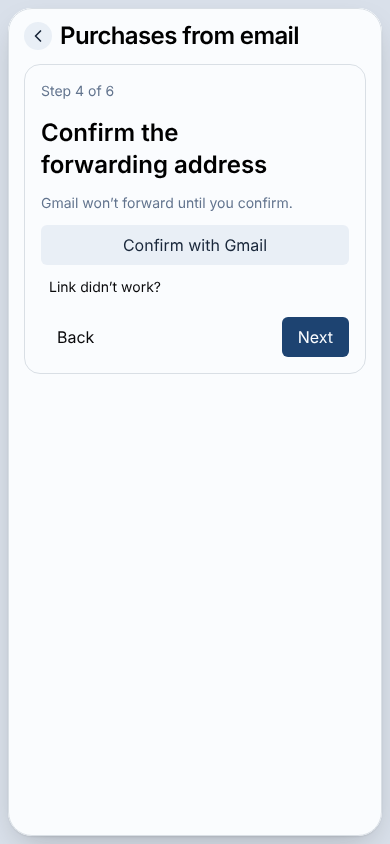 Purchases from email
Step 4 of 6
Confirm the
forwarding address
Gmail won’t forward until you confirm.
Confirm with Gmail
Link didn’t work?
Back
Next